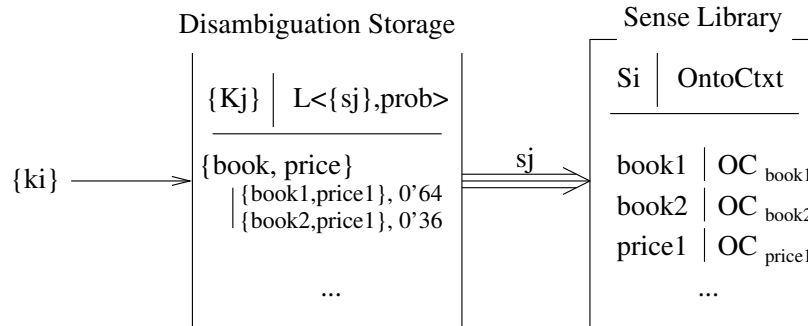 Disambiguation Storage
Sense Library
{Kj} L<{sj},prob>
Si OntoCtxt
{ki}
{book, price}
{book1,price1}, 0'64
{book2,price1}, 0'36
...
sj
book1 OC book1
book2 OC book2
price1 OC price1
...